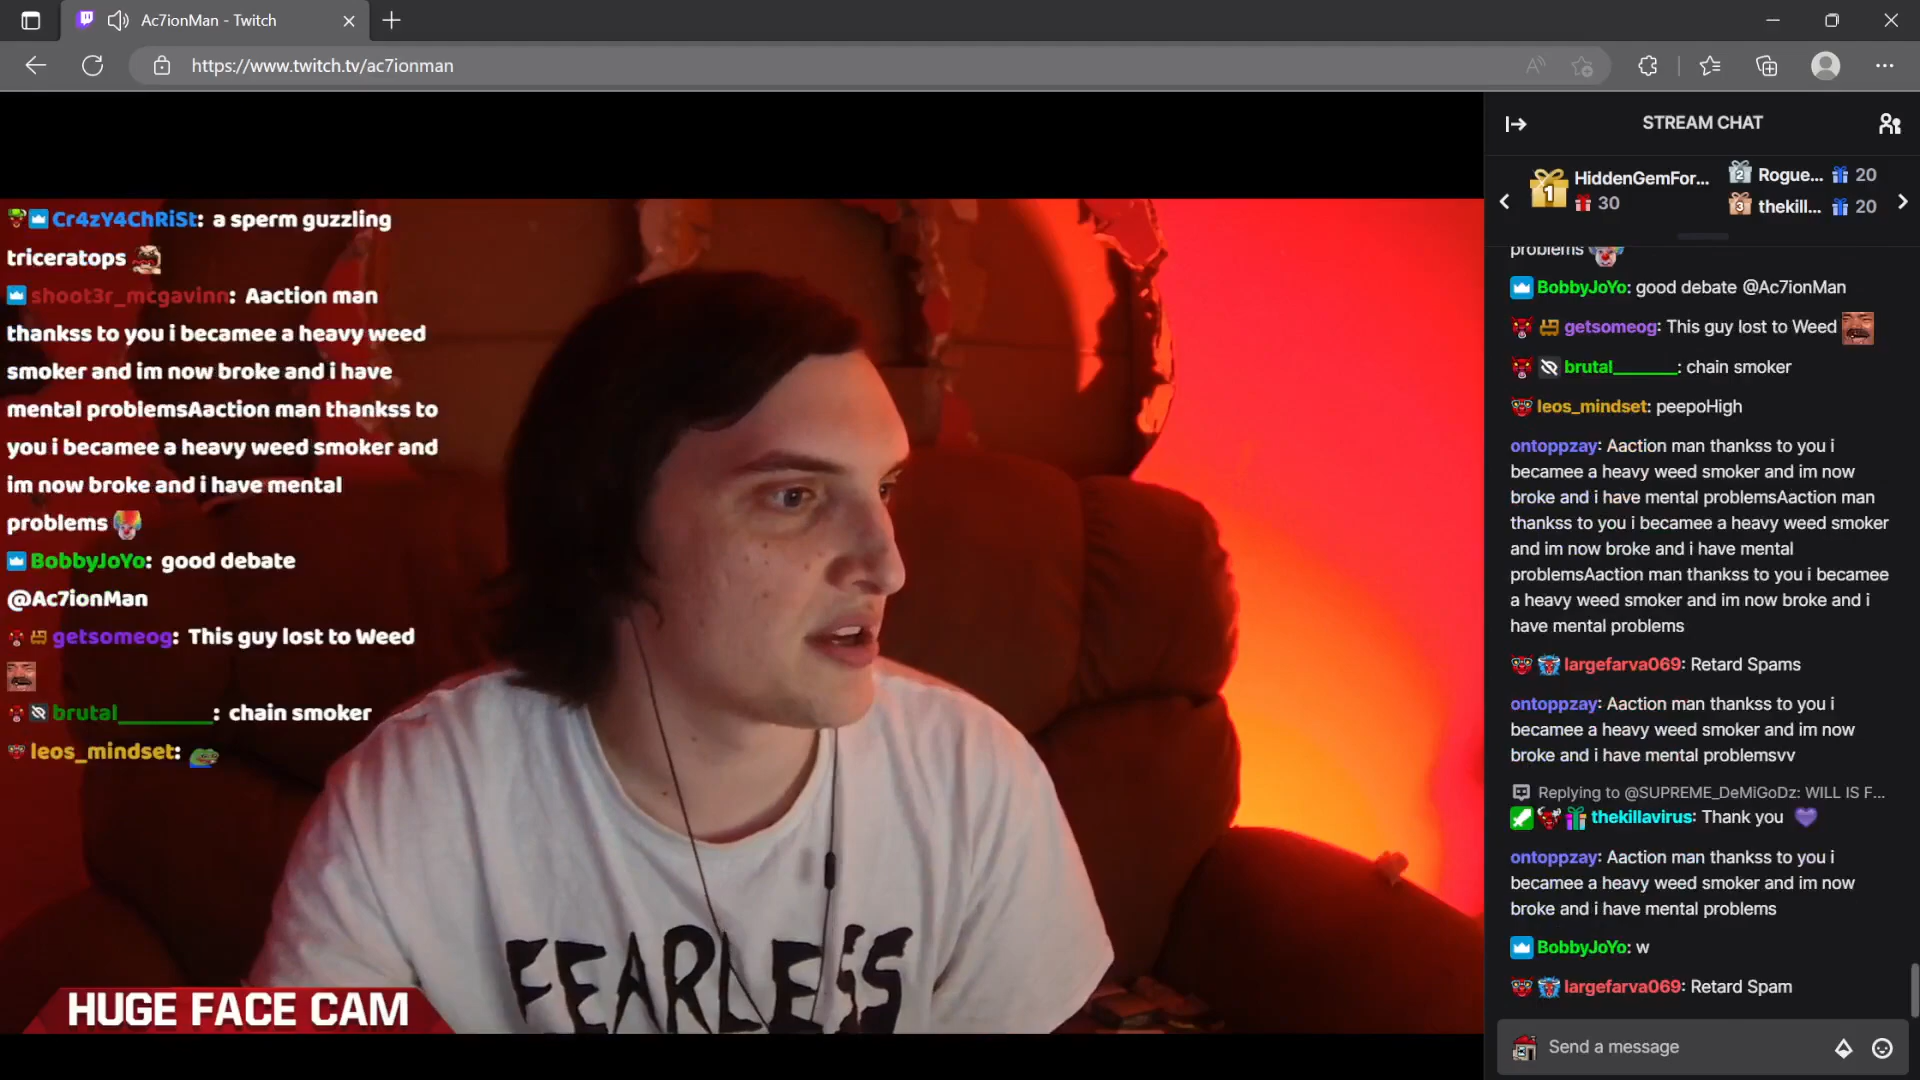 Ac7ionMan - Twitch
https://www.twitch.tv/ac7ionman
Cr4zY4ChRiSt: a sperm guzzling
triceratops
shoot3r_mcgavinn: Aaction man
thankss to you i becamee a heavy weed
smoker and im now broke and i have
mental problemsAaction man thankss to
you i becamee a heavy weed smoker and
im now broke and i have mental
problems
BobbyJoYo: good debate
@Ac7ionMan
getsomeog: This guy lost to Weed
brutal________: chain smoker
leos_mindset:
FEARLESS
HUGE FACE CAM
STREAM CHAT
1 HiddenGemFor...
30
2 Rogue... 20
3 thekill... 20
problems
BobbyJoYo: good debate @Ac7ionMan
getsomeog: This guy lost to Weed
brutal________: chain smoker
leos_mindset: peepoHigh
ontoppzay: Aaction man thankss to you i
becamee a heavy weed smoker and im now
broke and i have mental problemsAaction man
thankss to you i becamee a heavy weed smoker
and im now broke and i have mental
problemsAaction man thankss to you i becamee
a heavy weed smoker and im now broke and i
have mental problems
largefarva069: Retard Spams
ontoppzay: Aaction man thankss to you i
becamee a heavy weed smoker and im now
broke and i have mental problemsvv
Replying to @SUPREME_DeMiGoDz: WILL IS F...
thekillavirus: Thank you
ontoppzay: Aaction man thankss to you i
becamee a heavy weed smoker and im now
broke and i have mental problems
BobbyJoYo: w
largefarva069: Retard Spam
Send a message